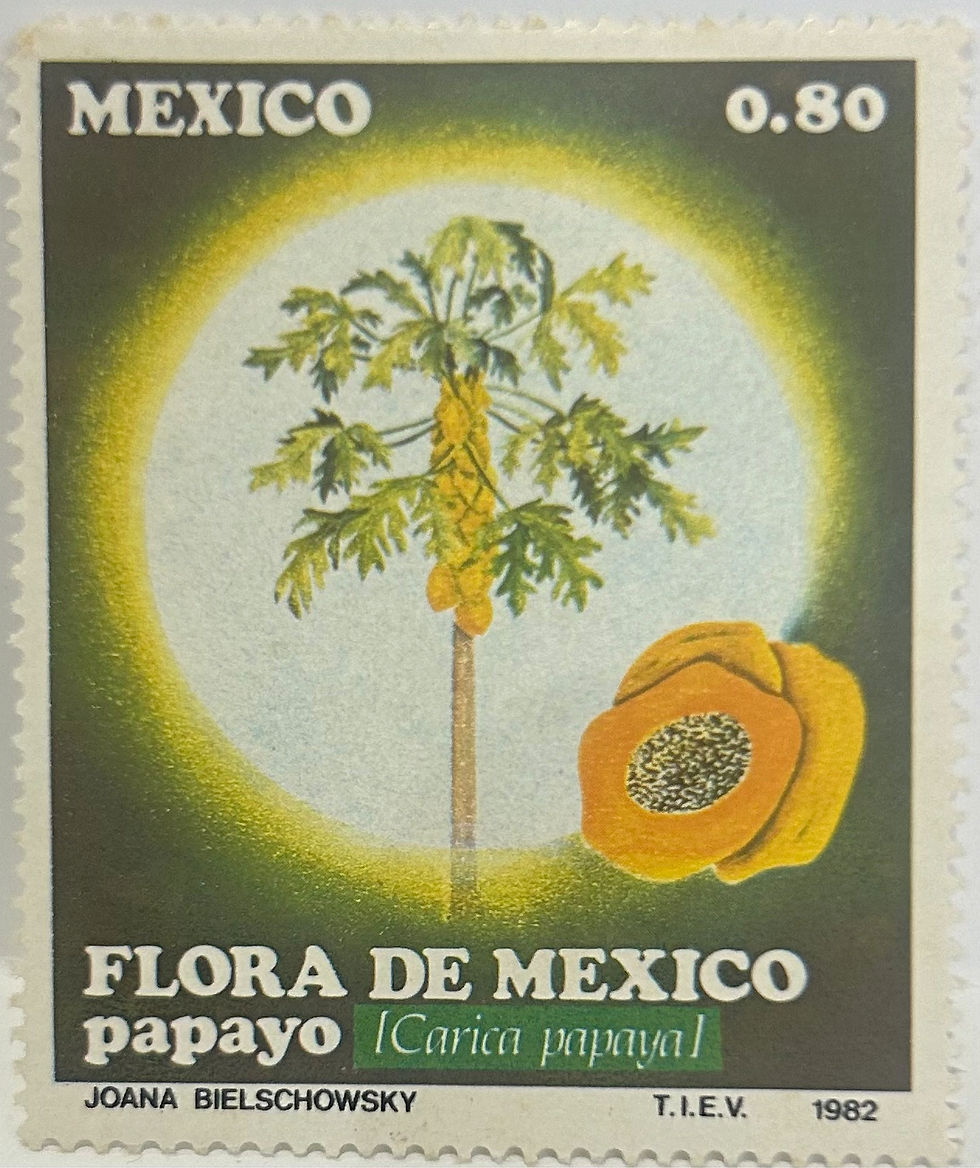 MEXICO 0.80
FLORA DE MEXICO
papayo [Carica papaya]
JOANA BIELSCHOWSKY T.I.E.V. 1982